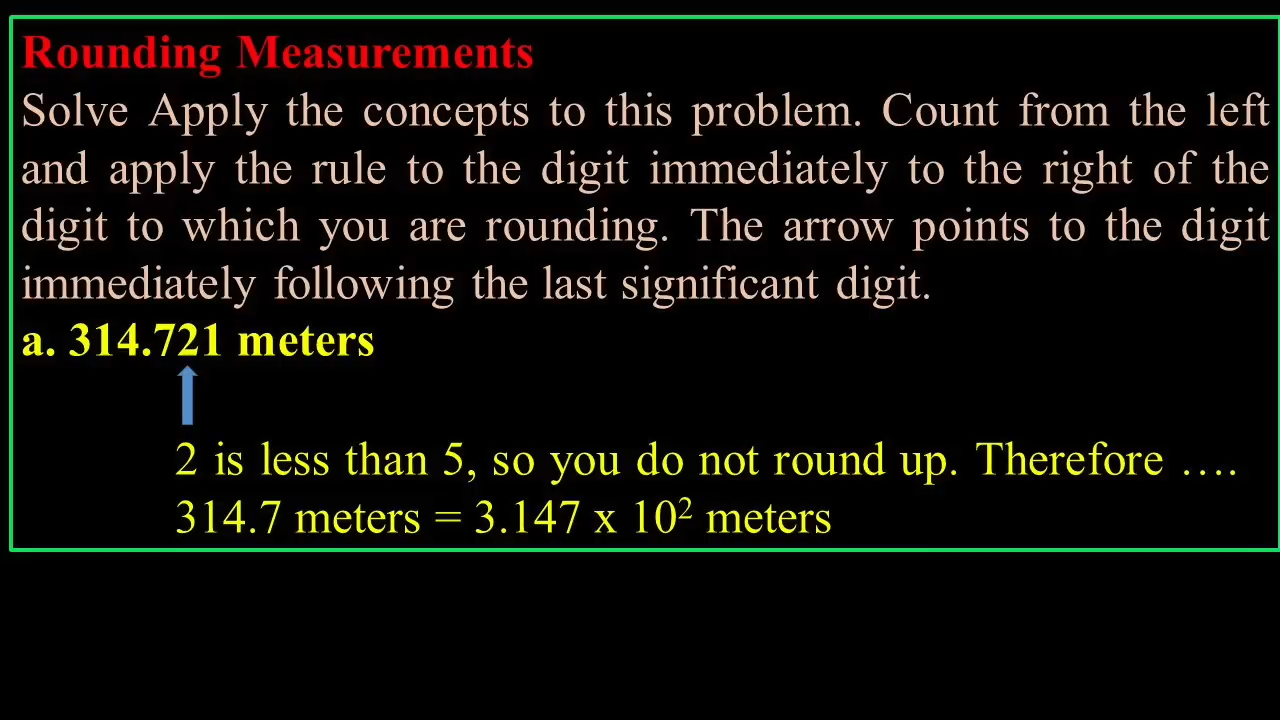 Rounding Measurements
Solve Apply the concepts to this problem. Count from the left
and apply the rule to the digit immediately to the right of the
digit to which you are rounding. The arrow points to the digit
immediately following the last significant digit.
a. 314.721 meters
2 is less than 5, so you do not round up. Therefore ….
314.7 meters = 3.147 x 10² meters